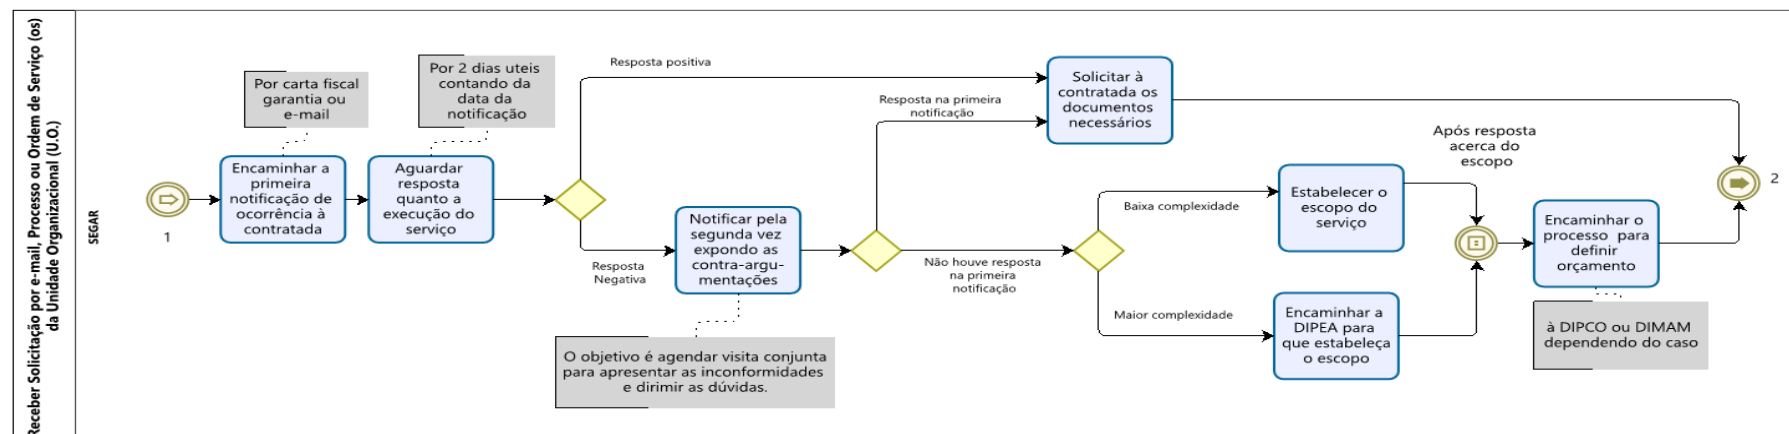 Receber Solicitação por e-mail, Processo ou Ordem de Serviço (os)
da Unidade Organizacional (U.O.)
SEGAR
1
Por carta fiscal
garantia ou
e-mail
Encaminhar a
primeira
notificação de
ocorrência à
contratada
Por 2 dias uteis
contando da
data da
notificação
Aguardar
resposta
quanto a
execução do
serviço
Resposta positiva
Resposta
Negativa
Notificar pela
segunda vez
expondo as
contra-argu-
mentações
O objetivo é agendar visita conjunta
para apresentar as inconformidades
e dirimir as dúvidas.
Resposta na primeira
notificação
Não houve resposta
na primeira
notificação
Solicitar à
contratada os
documentos
necessários
Baixa complexidade
Maior complexidade
Estabelecer o
escopo do
serviço
Encaminhar a
DIPEA para
que estabeleça
o escopo
Após resposta
acerca do
escopo
Encaminhar o
processo para
definir
orçamento
à DIPCO ou DIMAM
dependendo do caso
2